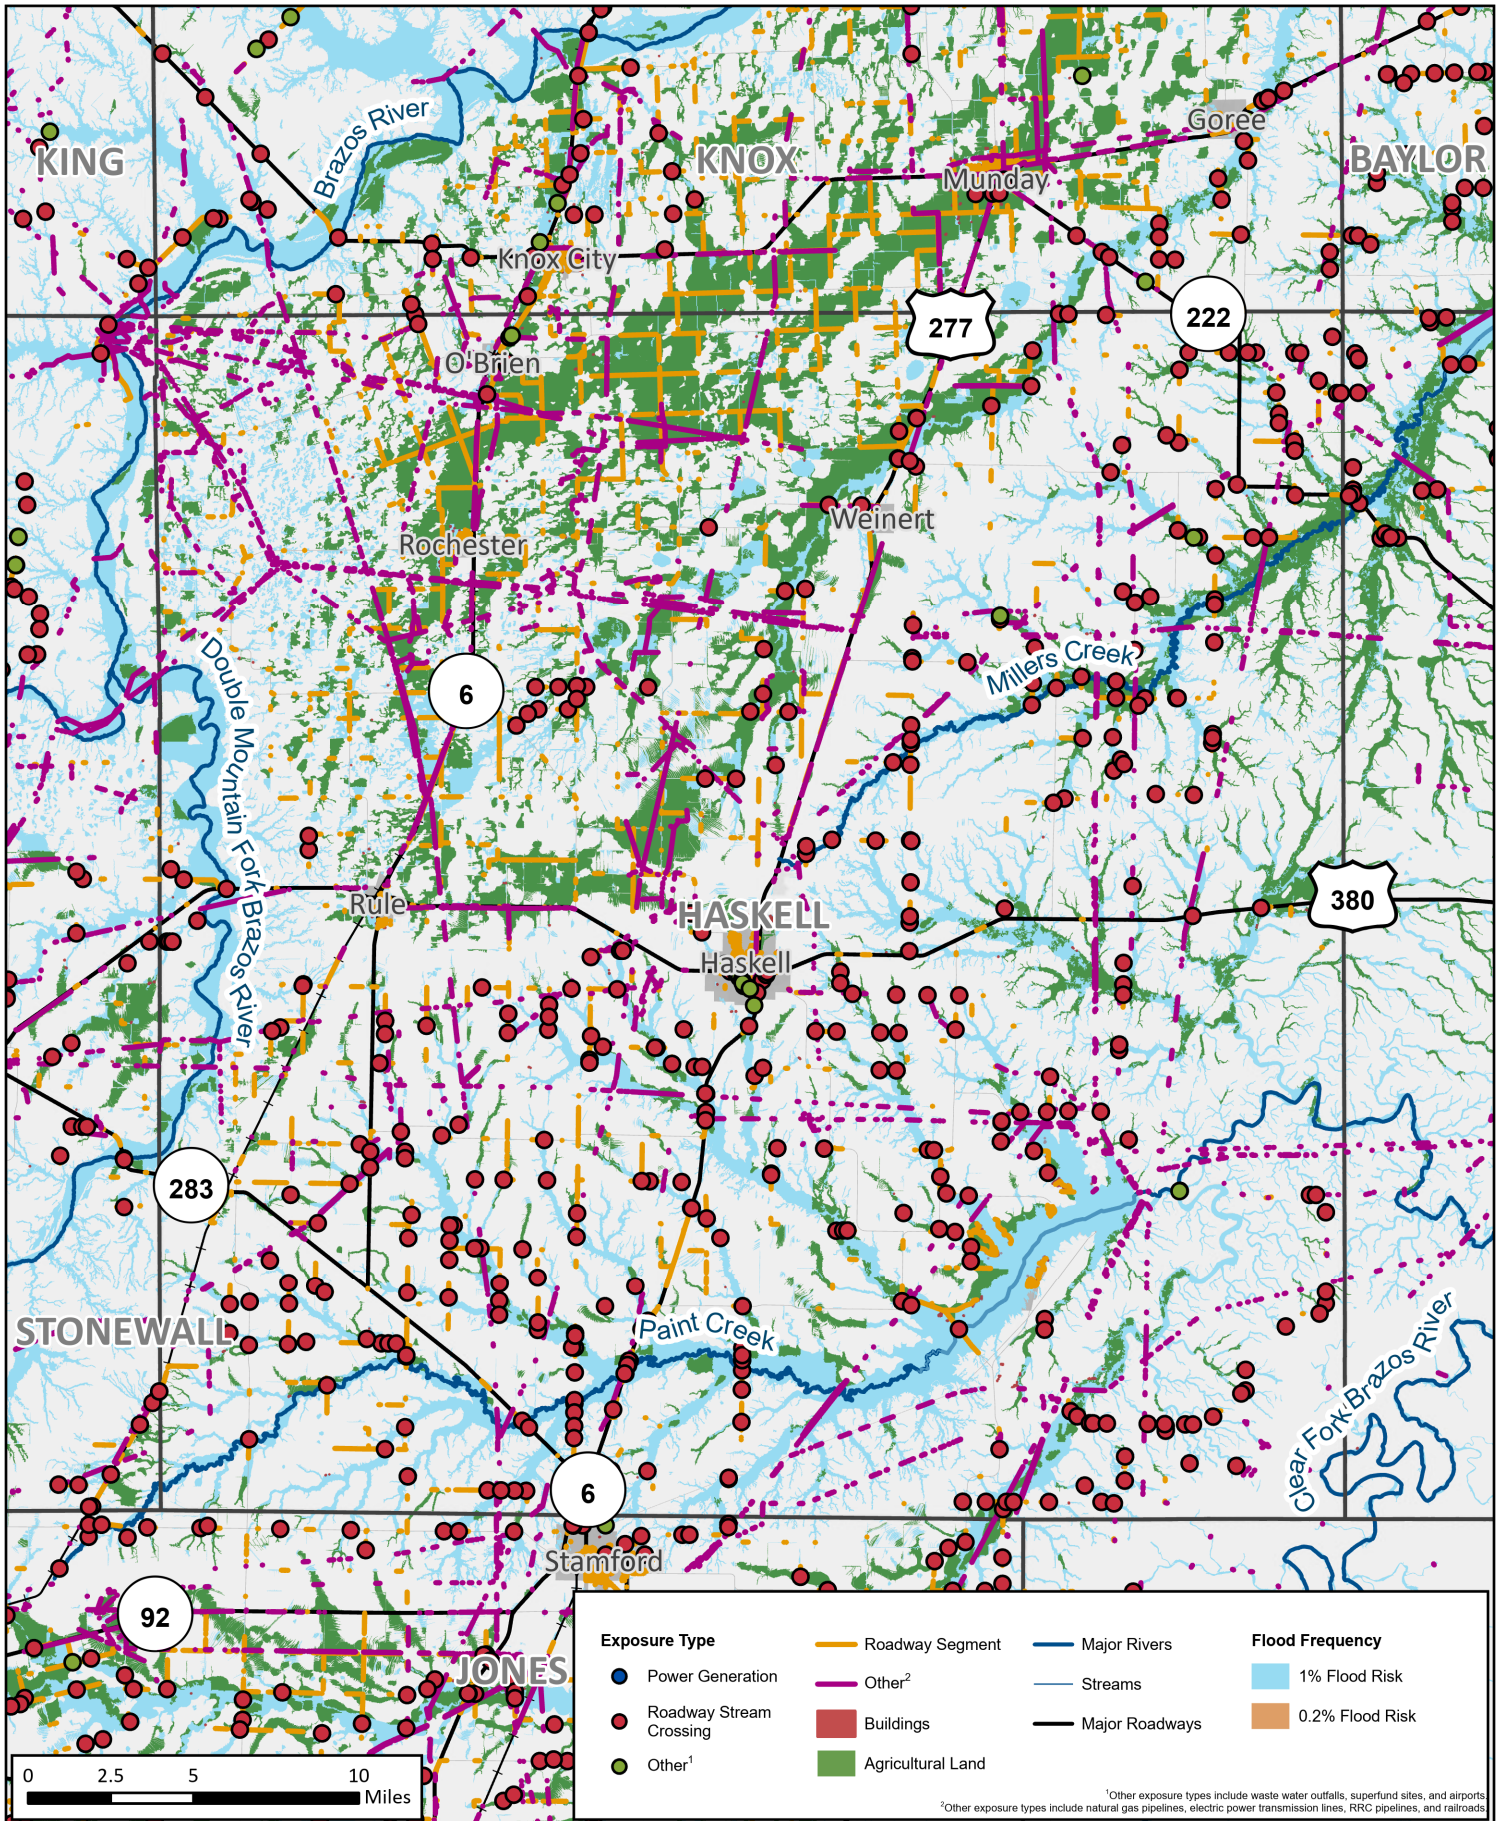 Brazos River
Goree
KING
KNOX
BAYLOR
Munday
Knox City
277
222
O'Brien
Weinert
Rochester
Double Mountain Fork Brazos River
Millers Creek
6
380
Rule
HASKELL
Haskell
283
STONEWALL
Paint Creek
Clear Fork Brazos River
6
Stamford
92
JONES
Exposure Type
Power Generation
Roadway Stream
Crossing
Other1
Roadway Segment
Other2
Buildings
Agricultural Land
Major Rivers
Streams
Major Roadways
Flood Frequency
1% Flood Risk
0.2% Flood Risk
0 2.5 5 10
Miles
1Other exposure types include waste water outfalls, superfund sites, and airports.
2Other exposure types include natural gas pipelines, electric power transmission lines, RRC pipelines, and railroads.